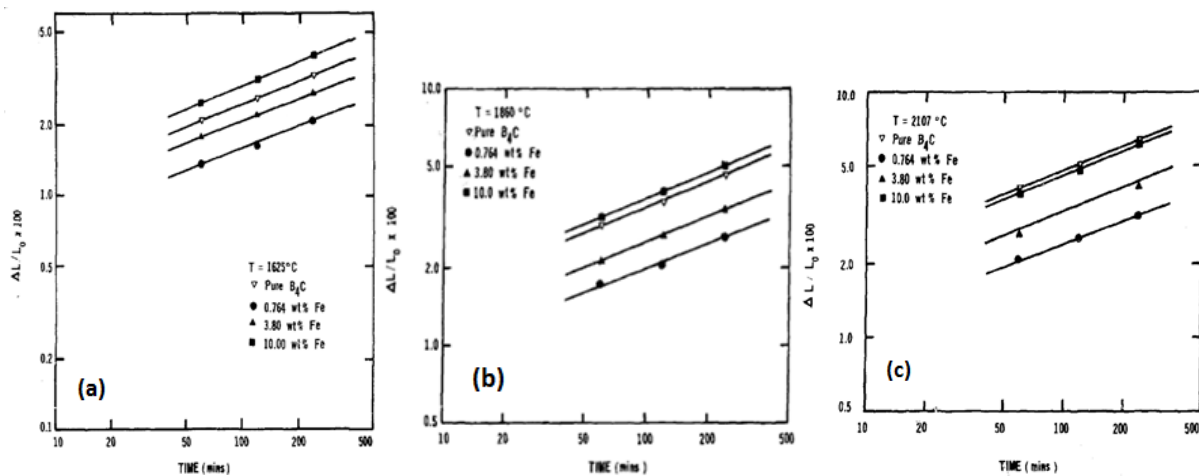 5.0
2.0
1.0
0.5
0.2
0.1
ΔL/L₀ x 100
T = 1625°C
▽ Pure B₄C
● 0.764 wt% Fe
▲ 3.80 wt% Fe
■ 10.00 wt% Fe
(a)
10 20 50 100 200 500
TIME (mins)
10.0
5.0
2.0
1.0
0.5
ΔL/L₀ x 100
T = 1860 °C
▽ Pure B₄C
● 0.764 wt% Fe
▲ 3.80 wt% Fe
■ 10.0 wt% Fe
(b)
10 20 50 100 200 500
TIME (mins)
10.0
5.0
2.0
1.0
0.5
ΔL / L₀ x 100
T = 2107 °C
▽ Pure B₄C
● 0.764 wt% Fe
▲ 3.80 wt% Fe
■ 10.0 wt% Fe
(c)
10 20 50 100 200 500
TIME (mins)